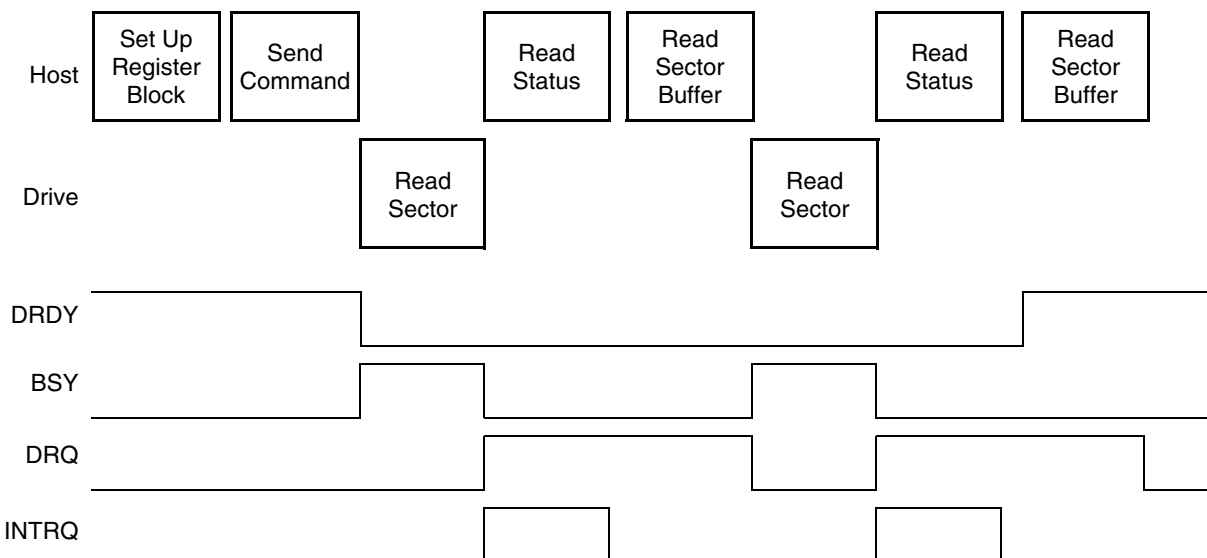 Host
Set Up
Register
Block
Send
Command
Read
Status
Read
Sector
Buffer
Read
Status
Read
Sector
Buffer
Drive
Read
Sector
Read
Sector
DRDY
BSY
DRQ
INTRQ